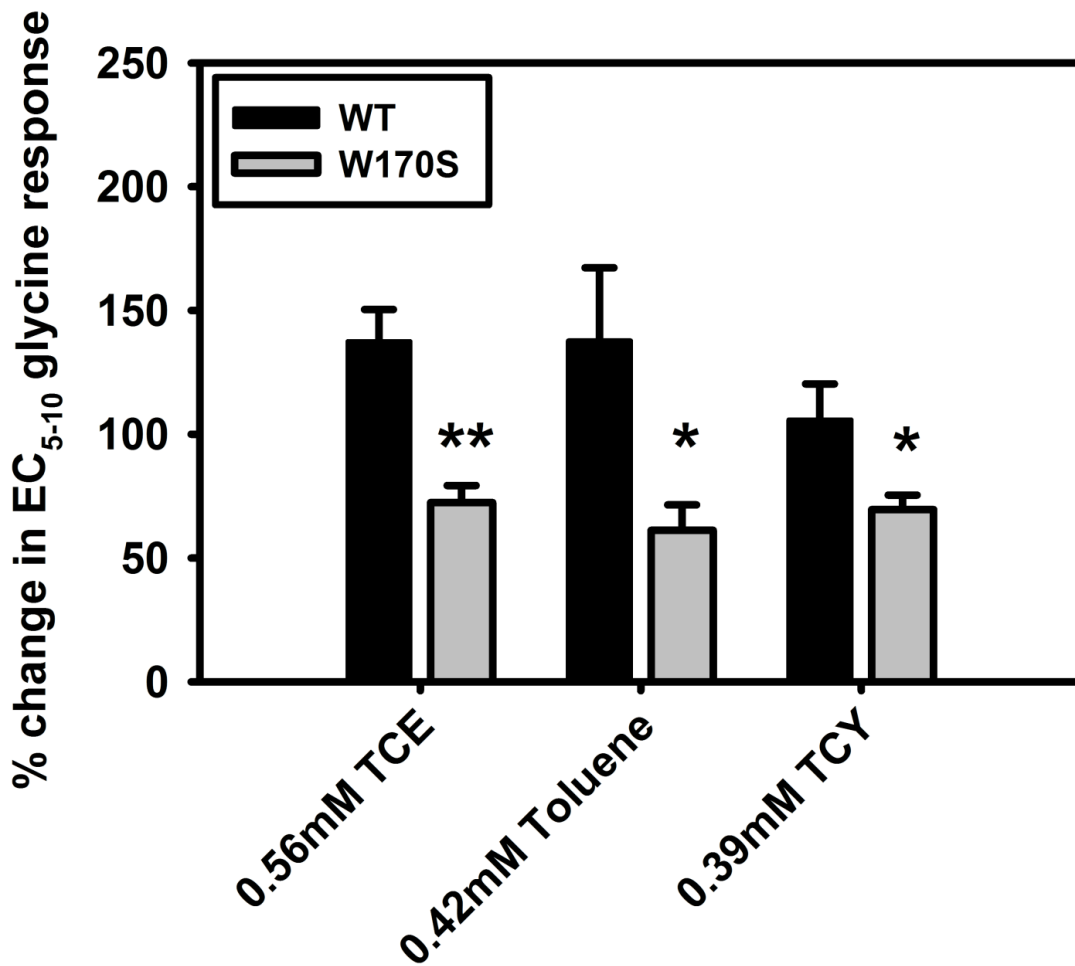 % change in EC5-10 glycine response
250
200
150
100
50
0
WT
W170S
**
*
*
0.56mM TCE
0.42mM Toluene
0.39mM TCY